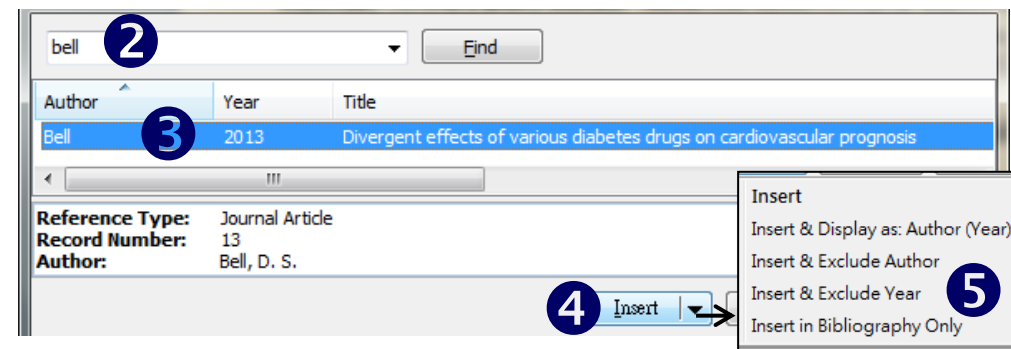 bell 2 Find
Author Year Title
Bell 3 2013 Divergent effects of various diabetes drugs on cardiovascular prognosis
Reference Type: Journal Article
Record Number: 13
Author: Bell, D. S.
4 Insert
Insert
Insert & Display as: Author (Year)
Insert & Exclude Author
Insert & Exclude Year 5
Insert in Bibliography Only